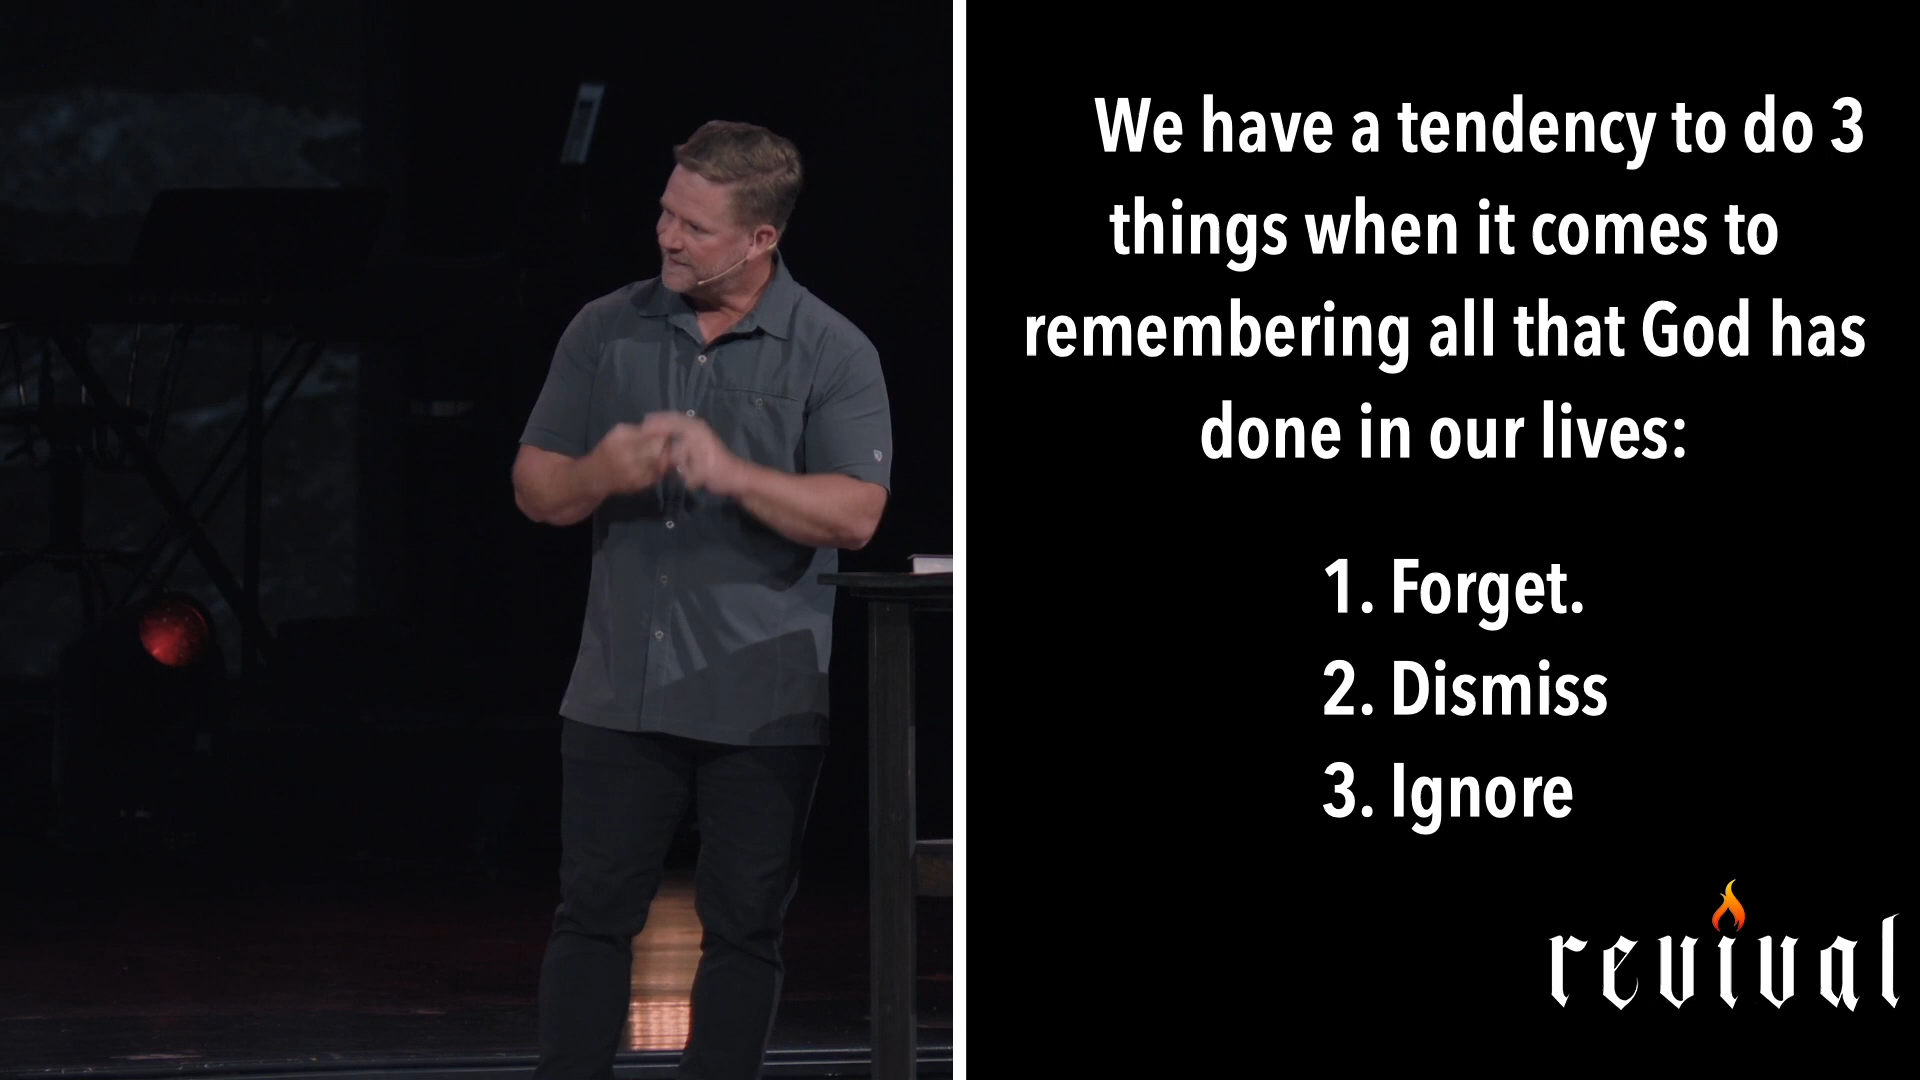 We have a tendency to do 3
things when it comes to
remembering all that God has
done in our lives:
1. Forget.
2. Dismiss
3. Ignore
revival